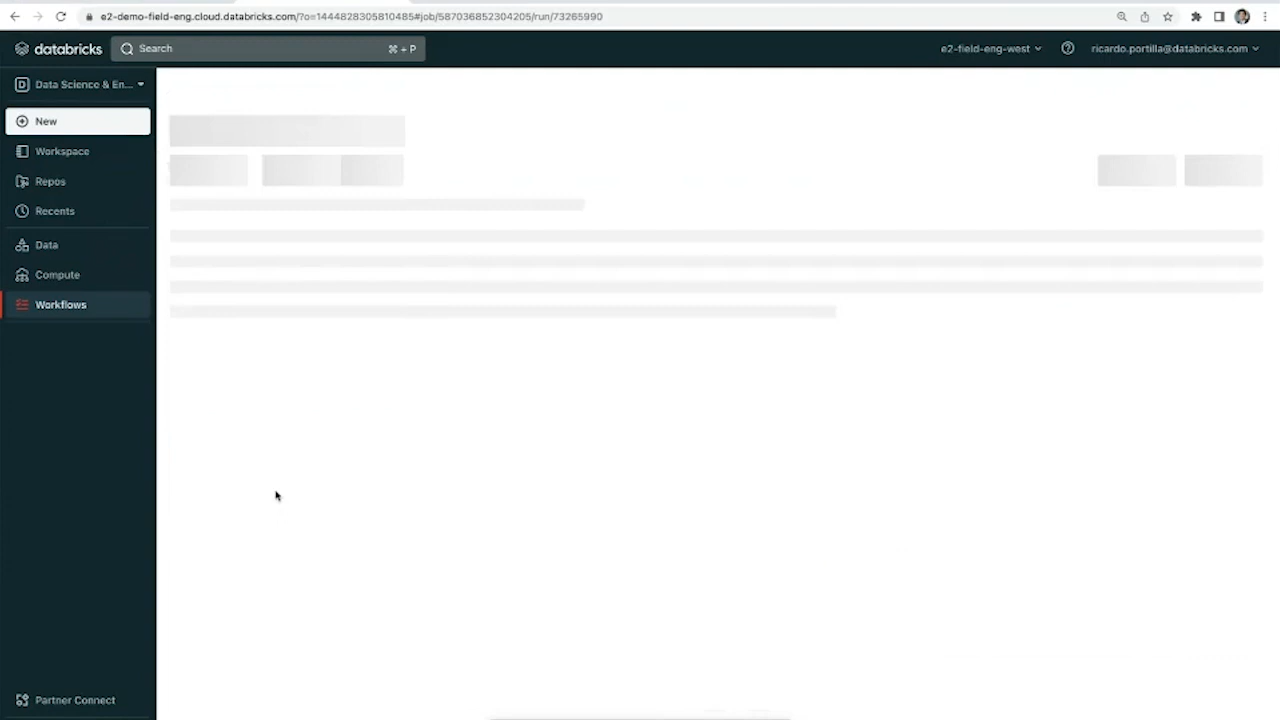 e2-demo-field-eng.cloud.databricks.com/?o=1444828305810485#job/587036852304205/run/73265990
databricks
Search
⌘ + P
e2-field-eng-west
ricardo.portilla@databricks.com
D
Data Science & En...
New
Workspace
Repos
Recents
Data
Compute
Workflows
Partner Connect